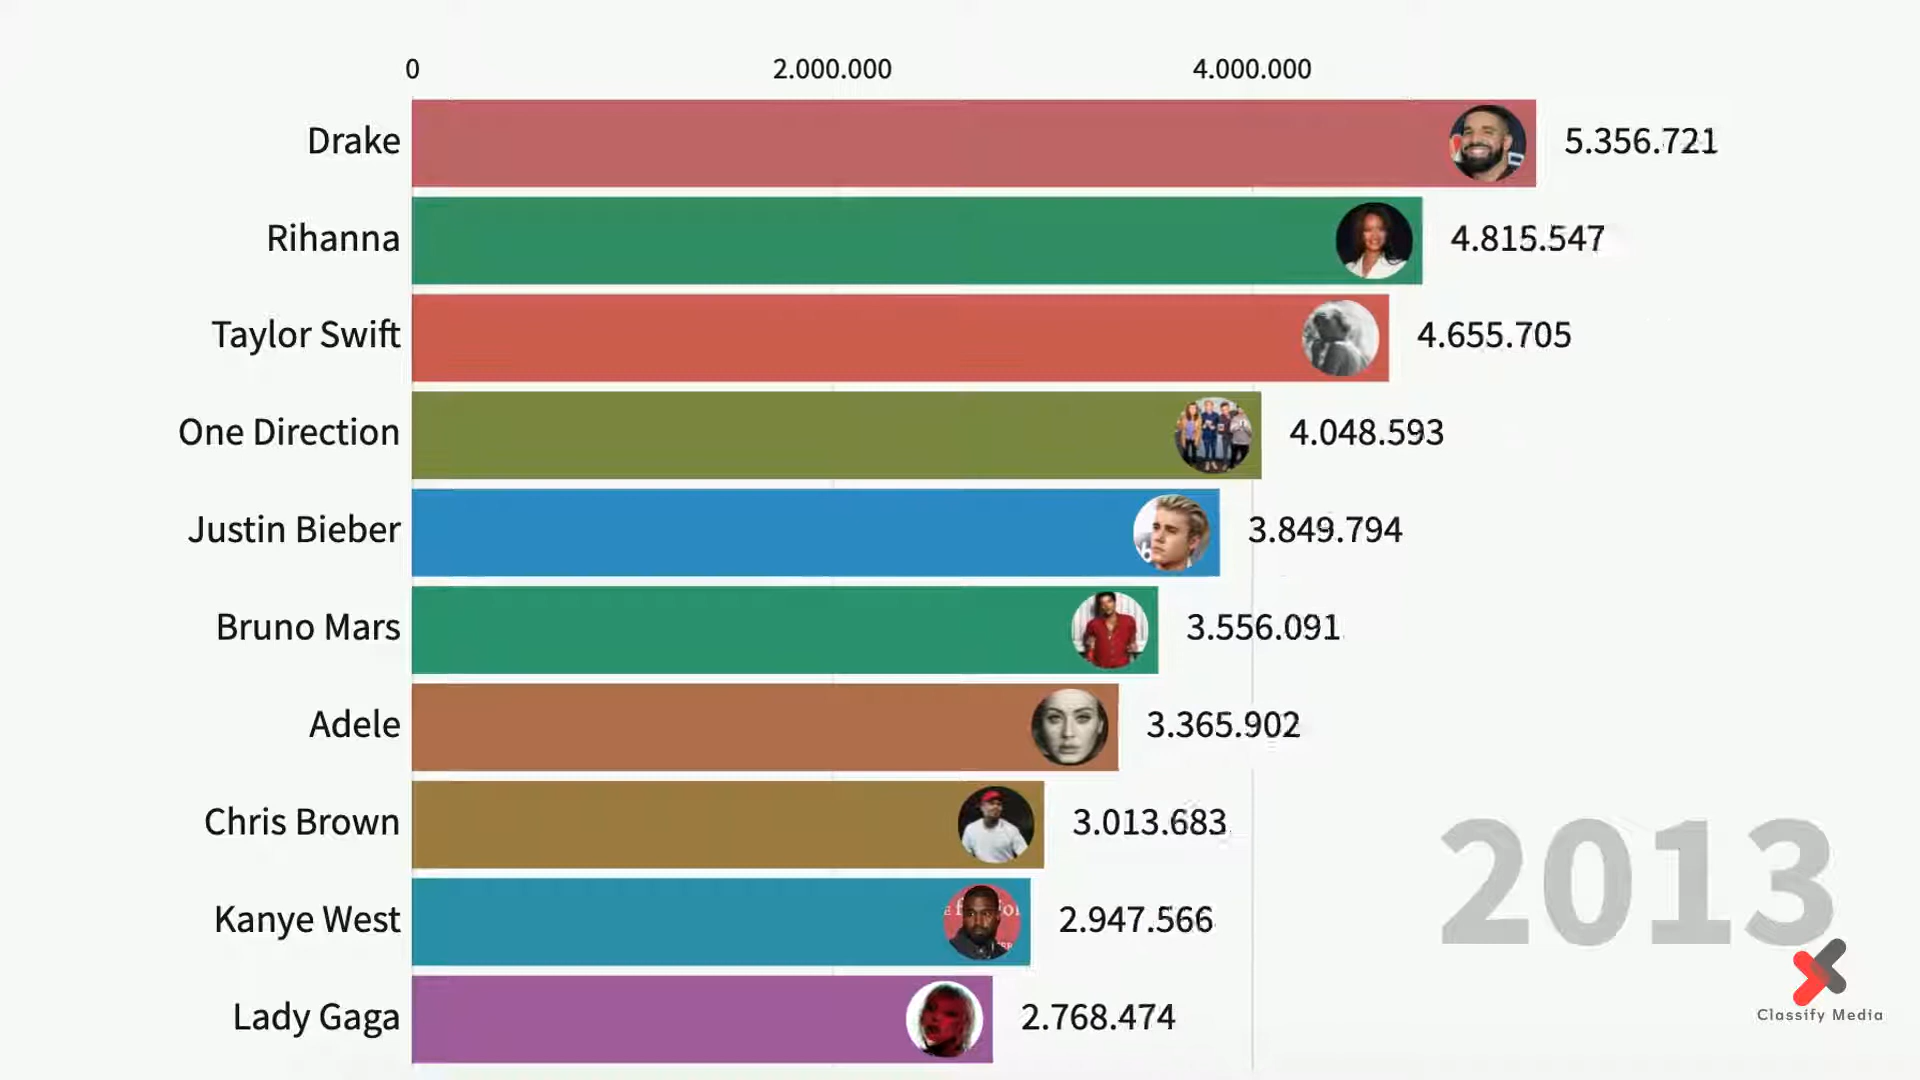 0 2.000.000 4.000.000
Drake 5.356.721
Rihanna 4.815.547
Taylor Swift 4.655.705
One Direction 4.048.593
Justin Bieber 3.849.794
Bruno Mars 3.556.091
Adele 3.365.902
Chris Brown 3.013.683
Kanye West 2.947.566
Lady Gaga 2.768.474
2013
Classify Media